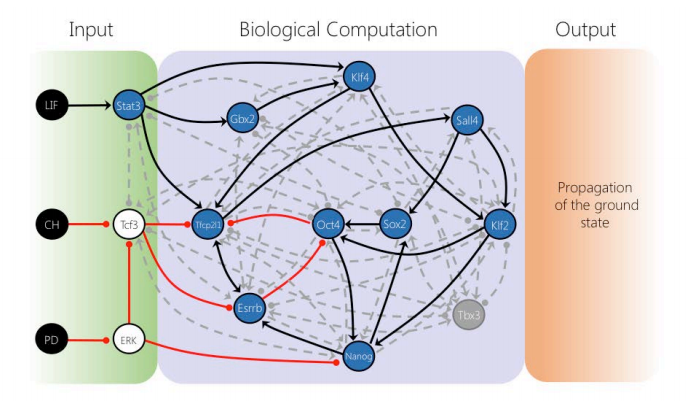 Input
Biological Computation
Output
LIF
Stat3
Klf4
Gbx2
Sall4
CH
Tcf3
Tfcp2l1
Oct4
Sox2
Klf2
Propagation
of the ground
state
Esrrb
Tbx3
PD
ERK
Nanog